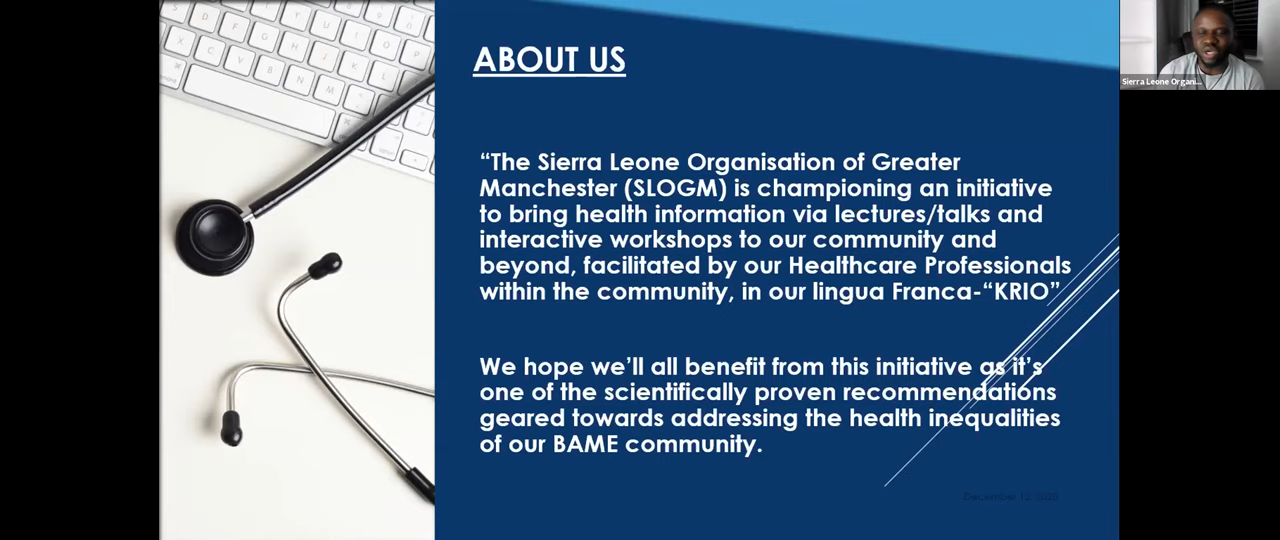 ABOUT US
“The Sierra Leone Organisation of Greater
Manchester (SLOGM) is championing an initiative
to bring health information via lectures/talks and
interactive workshops to our community and
beyond, facilitated by our Healthcare Professionals
within the community, in our lingua Franca-“KRIO”
We hope we’ll all benefit from this initiative as it’s
one of the scientifically proven recommendations
geared towards addressing the health inequalities
of our BAME community.
Sierra Leone Organi...